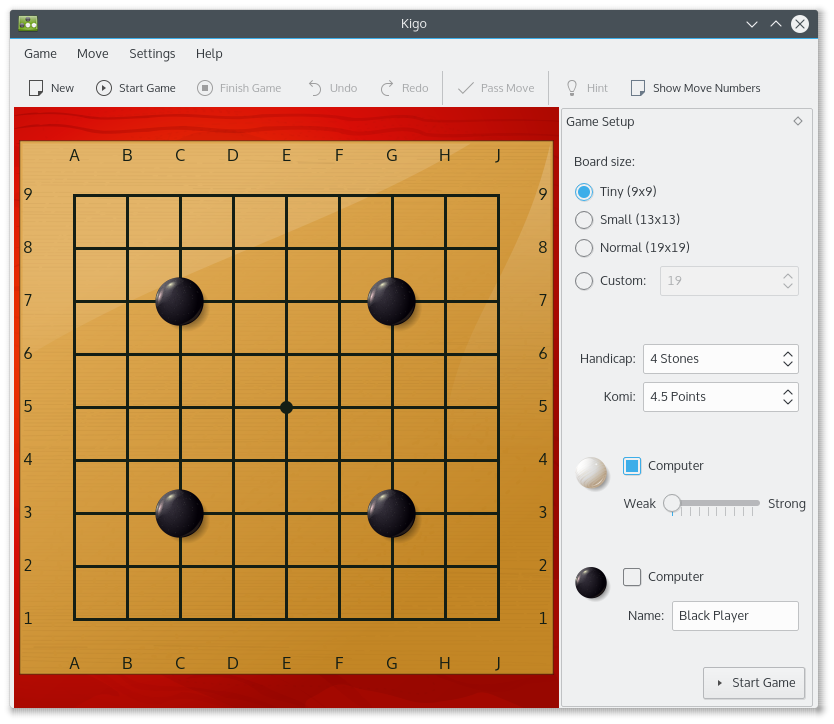 Kigo
Game Move Settings Help
New Start Game Finish Game Undo Redo Pass Move Hint Show Move Numbers
Game Setup
A B C D E F G H J
9 9
8 8
7 7
6 6
5 5
4 4
3 3
2 2
1 1
A B C D E F G H J
Board size:
Tiny (9x9)
Small (13x13)
Normal (19x19)
Custom: 19
Handicap: 4 Stones
Komi: 4.5 Points
Computer
Weak Strong
Computer
Name: Black Player
Start Game